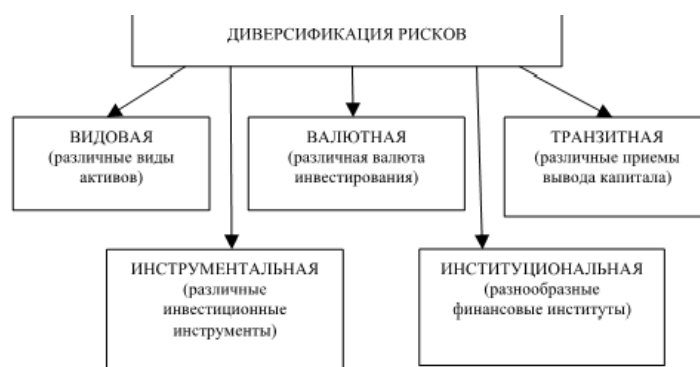 ДИВЕРСИФИКАЦИЯ РИСКОВ
ВИДОВАЯ
(различные виды
активов)
ВАЛЮТНАЯ
(различная валюта
инвестирования)
ТРАНЗИТНАЯ
(различные приемы
вывода капитала)
ИНСТРУМЕНТАЛЬНАЯ
(различные
инвестиционные
инструменты)
ИНСТИТУЦИОНАЛЬНАЯ
(разнообразные
финансовые институты)